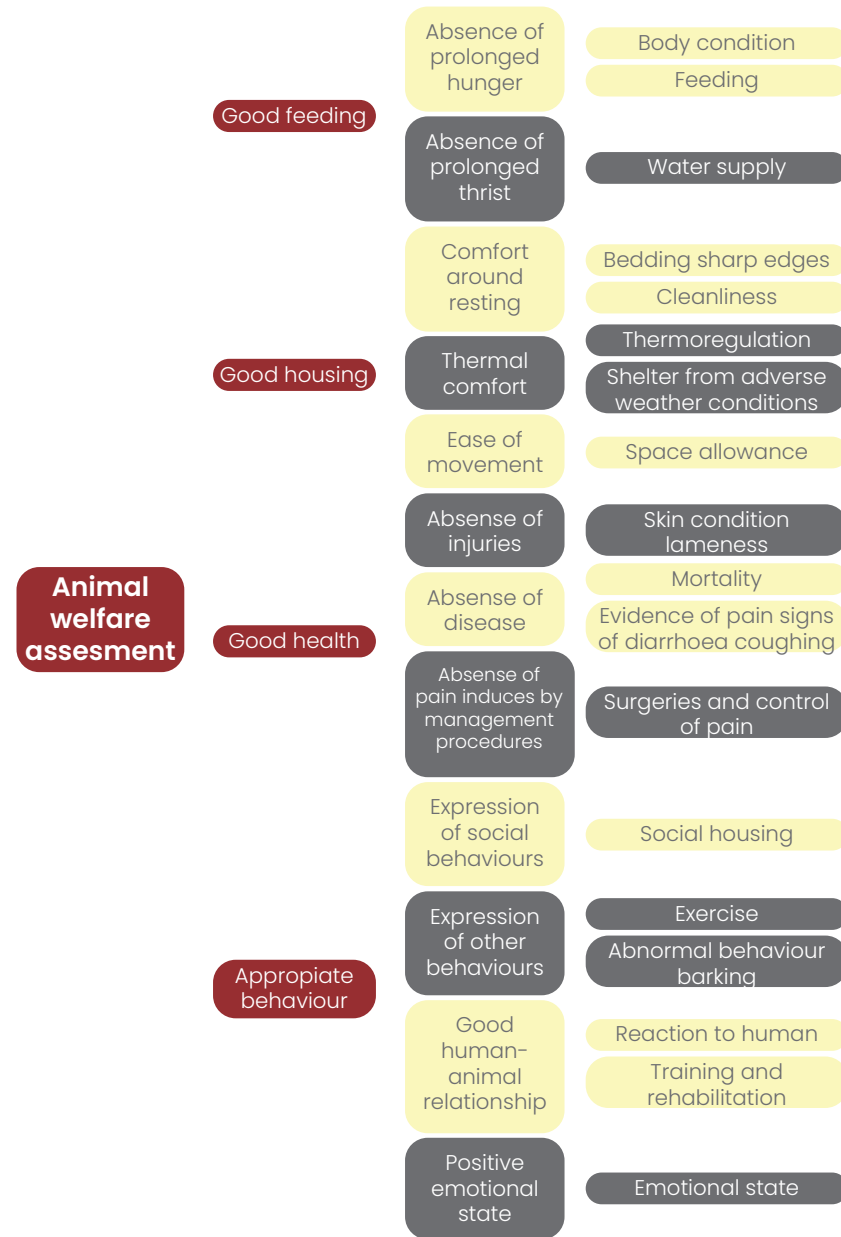 Animal
welfare
assesment
Good feeding
Absence of
prolonged
hunger
Body condition
Feeding
Absence of
prolonged
thrist
Water supply
Good housing
Comfort
around
resting
Bedding sharp edges
Cleanliness
Thermal
comfort
Thermoregulation
Shelter from adverse
weather conditions
Ease of
movement
Space allowance
Good health
Absense of
injuries
Skin condition
lameness
Absense of
disease
Mortality
Evidence of pain signs
of diarrhoea coughing
Absense of
pain induces by
management
procedures
Surgeries and control
of pain
Appropiate
behaviour
Expression
of social
behaviours
Social housing
Expression
of other
behaviours
Exercise
Abnormal behaviour
barking
Good
human-
animal
relationship
Reaction to human
Training and
rehabilitation
Positive
emotional
state
Emotional state